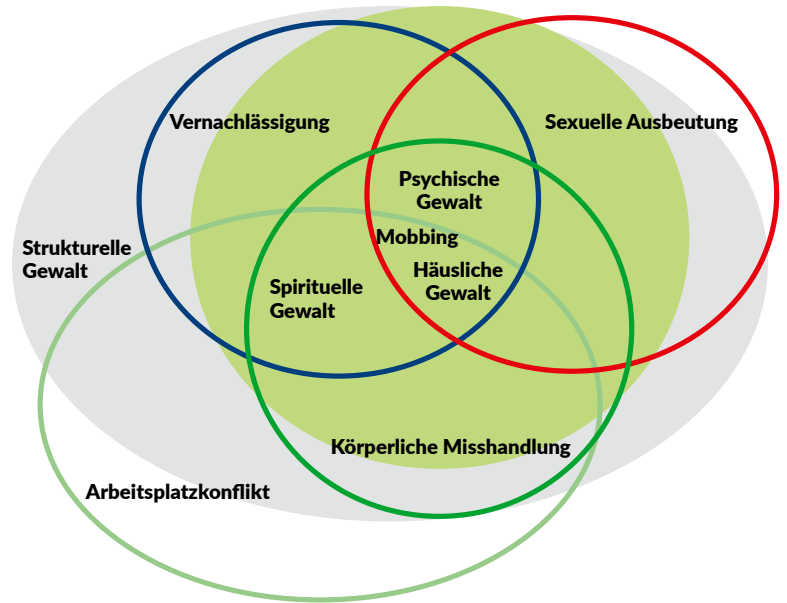 Vernachlässigung
Sexuelle Ausbeutung
Psychische
Gewalt
Mobbing
Strukturelle
Gewalt
Häusliche
Gewalt
Spirituelle
Gewalt
Körperliche Misshandlung
Arbeitsplatzkonflikt